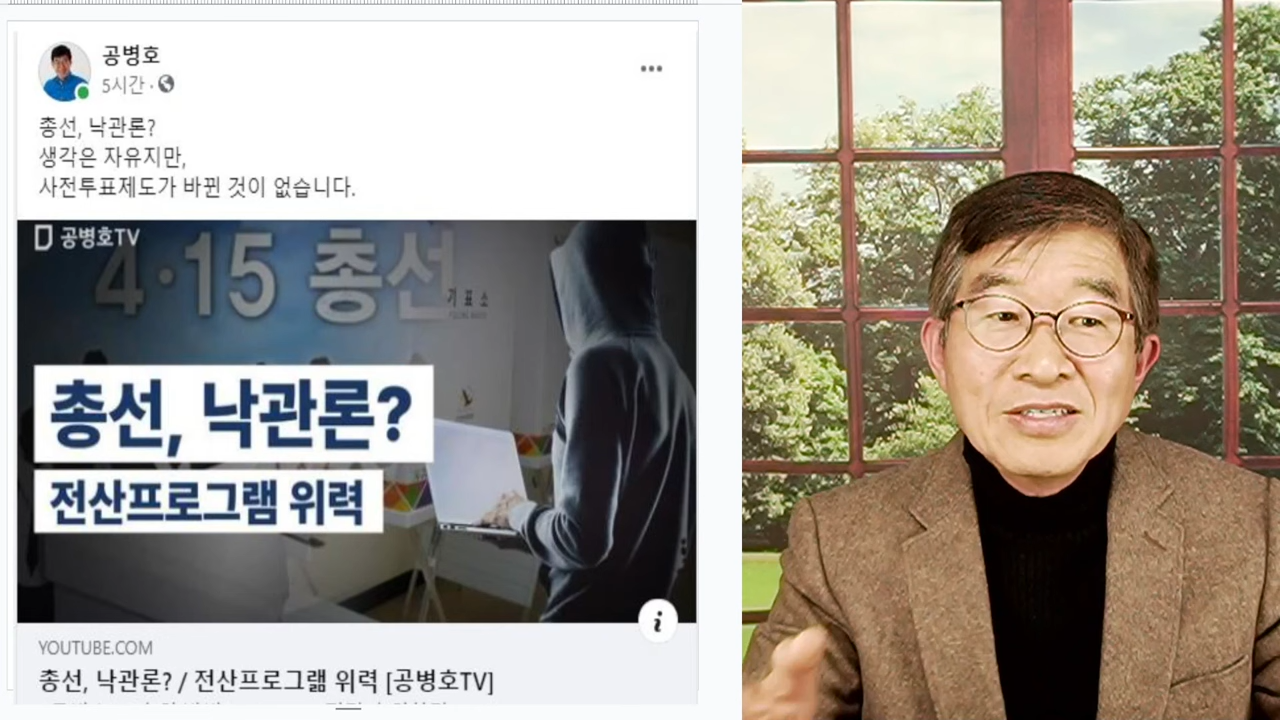 공병호
5시간 ·
총선, 낙관론?
생각은 자유지만,
사전투표제도가 바뀐 것이 없습니다.
공병호TV
4·15 총선
기표소
총선, 낙관론?
전산프로그램 위력
i
YOUTUBE.COM
총선, 낙관론? / 전산프로그램 위력 [공병호TV]